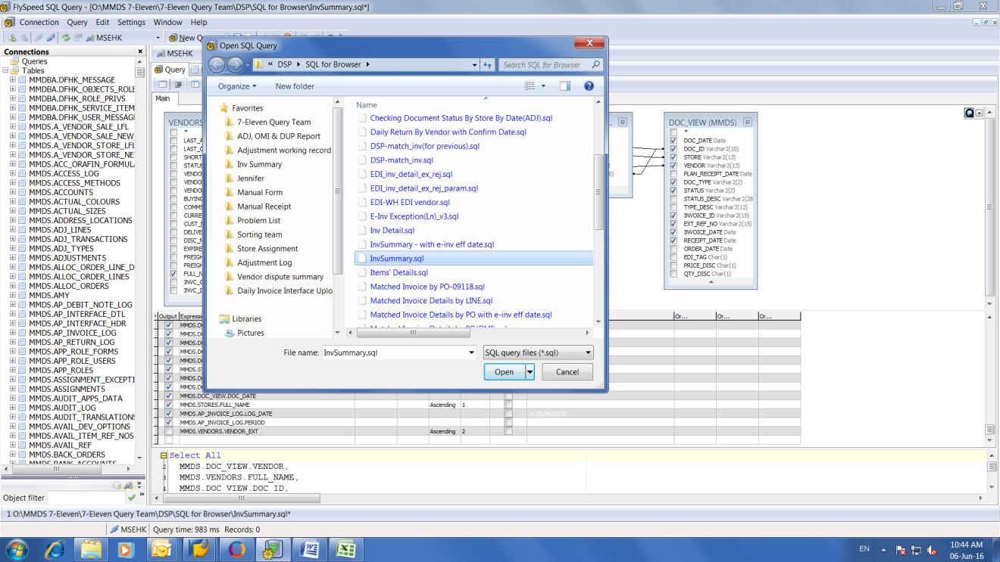 FlySpeed SQL Query - [O:\MMDS 7-Eleven\7-Eleven Query Team\DSP\SQL for Browser\InvSummary.sql*]
Connection Query Edit Settings Window Help
MSEHK
New
Connections
Queries
Tables
MMDBA.DFHK_MESSAGE
MMDBA.DFHK_OBJECTS_ROLE
MMDBA.DFHK_ROLE_PRIVS
MMDBA.DFHK_SERVICE_ITEM
MMDBA.DFHK_USER_MESSAG
MMDS.A_VENDOR_SALE_LFL
MMDS.A_VENDOR_SALE_NEW
MMDS.A_VENDOR_STORE_LFL
MMDS.A_VENDOR_STORE_NE
MMDS.ACC_ORAFIN_FORMUL
MMDS.ACCESS_LOG
MMDS.ACCESS_METHODS
MMDS.ACCOUNTS
MMDS.ACTUAL_COLOURS
MMDS.ACTUAL_SIZES
MMDS.ADDRESS_LOCATIONS
MMDS.ADJ_LINES
MMDS.ADJ_TRANSACTIONS
MMDS.ADJ_TYPES
MMDS.ADJUSTMENTS
MMDS.ALLOC_ORDER_LINE_D
MMDS.ALLOC_ORDER_LINES
MMDS.ALLOC_ORDERS
MMDS.AMY
MMDS.AP_DEBIT_NOTE_LOG
MMDS.AP_INTERFACE_DTL
MMDS.AP_INTERFACE_HDR
MMDS.AP_INVOICE_LOG
MMDS.AP_RETURN_LOG
MMDS.APP_ROLE_FORMS
MMDS.APP_ROLE_USERS
MMDS.APP_ROLES
MMDS.ASSIGNMENT_EXCEPTI
MMDS.ASSIGNMENTS
MMDS.AUDIT_APPS_DATA
MMDS.AUDIT_LOG
MMDS.AUDIT_TRANSLATIONS
MMDS.AVAIL_DEV_OPTIONS
MMDS.AVAIL_ITEM_REF_NOS
MMDS.AVAIL_REF
MMDS.BACK_ORDERS
MMDS.BANK_ACCOUNTS
Object filter
MSEHK
Query
Main
VENDORS
*
LAST_A
LAST_C
SHORT
STATUS
VENDO
VENDO
VENDO
BUYING
COMMS
CURRE
CUST_
DELIVE
DISC_N
EXPIRE
FREIGH
FREIGH
FULL_N
INVC_C
INVC_I
Open SQL Query
« DSP SQL for Browser
Search SQL for Browser
Organize New folder
Favorites
7-Eleven Query Team
ADJ, OMI & DUP Report
Adjustment working record
Inv Summary
Jennifer
Manual Form
Manual Receipt
Problem List
Sorting team
Store Assignment
Adjustment Log
Vendor dispute summary
Daily Invoice Interface Uplo
Libraries
Pictures
Name
Checking Document Status By Store By Date(ADJ).sql
Daily Return By Vendor with Confirm Date.sql
DSP-match_inv(for previous).sql
DSP-match_inv.sql
EDI_inv_detail_ex_rej.sql
EDI_inv_detail_ex_rej_param.sql
EDI-WH EDI vendor.sql
E-Inv Exception(Ln)_v3.sql
Inv Detail.sql
InvSummary - with e-inv eff date.sql
InvSummary.sql
Items' Details.sql
Matched Invoice by PO-09118.sql
Matched Invoice Details by LINE.sql
Matched Invoice Details by PO with e-inv eff date.sql
File name: InvSummary.sql
SQL query files (*.sql)
Open Cancel
DOC_VIEW (MMDS)
*
DOC_DATE Date
DOC_ID Varchar2(10)
STORE Varchar2(13)
VENDOR Varchar2(13)
PLAN_RECEIPT_DATE Date
DOC_TYPE Varchar2(2)
STATUS Varchar2(2)
STATUS_DESC Varchar2(28
TYPE_DESC Varchar2(12)
INVOICE_ID Varchar2(15)
EXT_REF_NO Varchar2(15)
INVOICE_DATE Date
RECEIPT_DATE Date
ORDER_DATE Date
EDI_TAG Char(1)
PRICE_DISC Char(1)
QTY_DISC Char(1)
Output Expressi Or... Or... Or...
MMDS.DOC_VIEW.DOC_DATE
MMDS.STORES.FULL_NAME Ascending 1
MMDS.AP_INVOICE_LOG.LOG_DATE
MMDS.AP_INVOICE_LOG.PERIOD
MMDS.VENDORS.VENDOR_EXT Ascending 2
Select All
2 MMDS.DOC_VIEW.VENDOR,
3 MMDS.VENDORS.FULL_NAME,
4 MMDS.DOC_VIEW.DOC_ID,
1 O:\MMDS 7-Eleven\7-Eleven Query Team\DSP\SQL for Browser\InvSummary.sql*
MSEHK Query time: 983 ms Records: 0
EN
10:44 AM
06-Jun-16